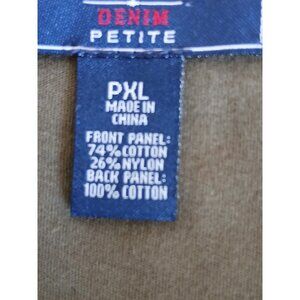 DENIM
PETITE
PXL
MADE IN
CHINA
FRONT PANEL:
74% COTTON
26% NYLON
BACK PANEL:
100% COTTON